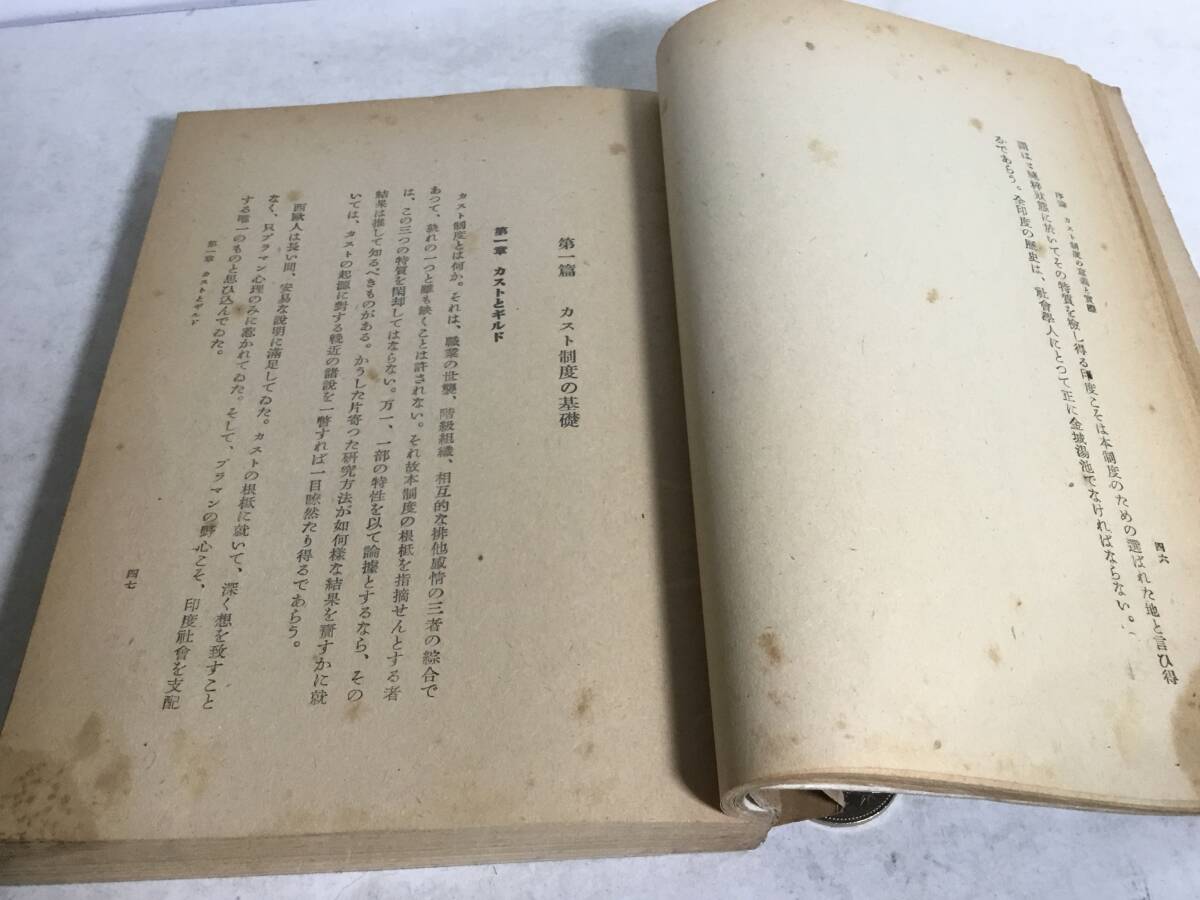 序論　カスト制度の意義と實際
四六
謂はゞ純粹狀態に於いてその特質を檢し得る印度こそは本制度のための選ばれた地と言ひ得
るであらう。全印度の歷史は、社會學人にとつて正に金城湯池でなければならない。
第一篇　カスト制度の基礎
第一章　カストとギルド
カスト制度とは何か。それは、職業の世襲、階級組織、相互的な排他感情の三者の綜合で
あつて、孰れの一つと雖も缺くことは許されない。それ故本制度の根柢を指摘せんとする者
は、この三つの特質を閑却してはならない。万一、一部の特性を以て論據とするなら、その
結果は推して知るべきものがある。かうした片寄つた研究方法が如何樣な結果を齎すかに就
いては、カストの起源に對する輓近の諸說を一瞥すれば一目瞭然たり得るであらう。
西歐人は長い間、安易な說明に滿足してゐた。カストの根柢に就いて、深く想を致すこと
なく、只ブラマン心理のみに惹かれてゐた。そして、ブラマンの野心こそ、印度社會を支配
する唯一のものと思ひ込んでゐた。
第一章　カストとギルド
四七